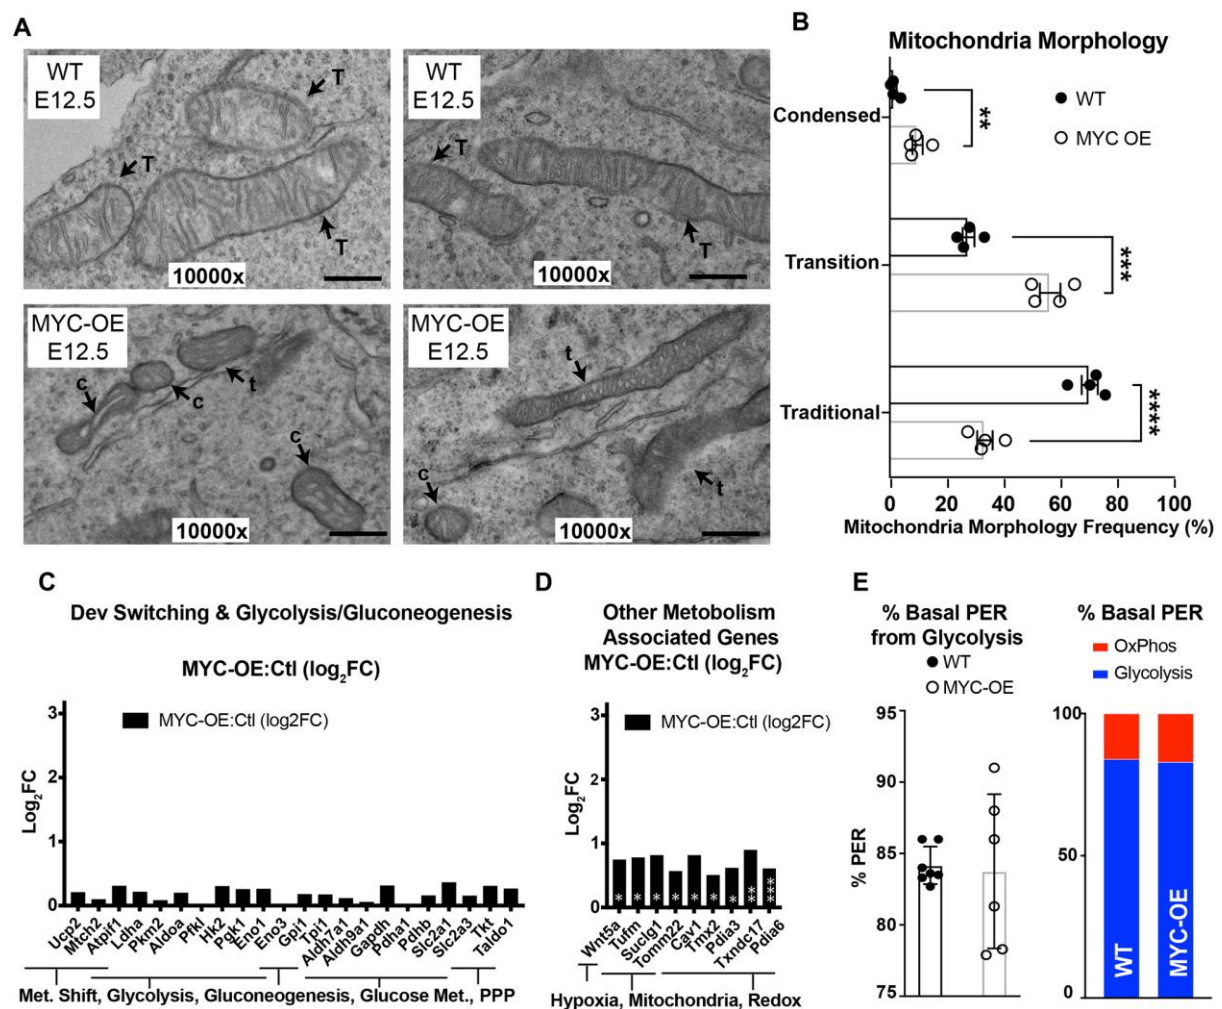 A
WT
E12.5
T
T
T
10000x
WT
E12.5
T
T
10000x
MYC-OE
E12.5
c
c
t
c
10000x
MYC-OE
E12.5
t
t
c
10000x
B
Mitochondria Morphology
WT
MYC OE
Condensed
**
Transition
****
Traditional
****
0 20 40 60 80 100
Mitochondria Morphology Frequency (%)
C
Dev Switching & Glycolysis/Gluconeogenesis
MYC-OE:Ctl (log2FC)
MYC-OE:Ctl (log2FC)
Log2FC
3
2
1
0
Ucp2
Mtch2
Atpif1
Ldha
Pkm2
Aldoa
Pfkl
Hk2
Pgk1
Eno1
Eno3
Gpi1
Tpi1
Aldh7a1
Aldh9a1
Gapdh
Pdha1
Pdhb
Slc2a1
Slc2a3
Tkt
Taldo1
Met. Shift, Glycolysis, Gluconeogenesis, Glucose Met., PPP
D
Other Metabolism
Associated Genes
MYC-OE:Ctl (log2FC)
MYC-OE:Ctl (log2FC)
Log2FC
3
2
1
0
* * * * * * * ** ***
Wnt5a
Tufm
Suclg1
Tomm22
Cav1
Tmx2
Pdia3
Txndc17
Pdia6
Hypoxia, Mitochondria, Redox
E
% Basal PER
from Glycolysis
WT
MYC-OE
% PER
95
90
85
80
75
% Basal PER
OxPhos
Glycolysis
100
50
0
WT
MYC-OE